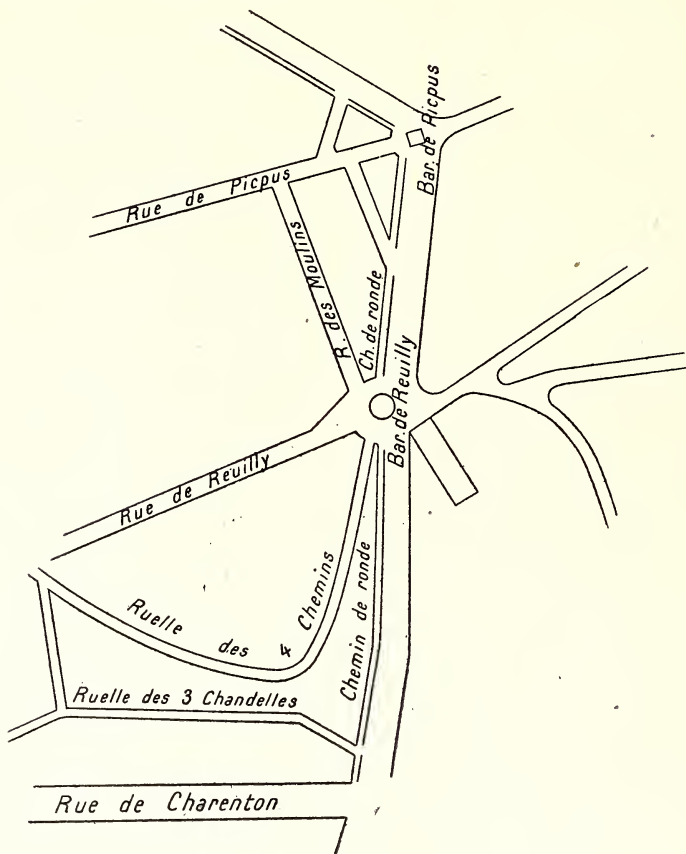 Bar. de Picpus
Rue de Picpus
R. des Moulins
Ch. de ronde
Bar. de Reuilly
Rue de Reuilly
Ruelle des 4 Chemins
Chemin de ronde
Ruelle des 3 Chandelles
Rue de Charenton